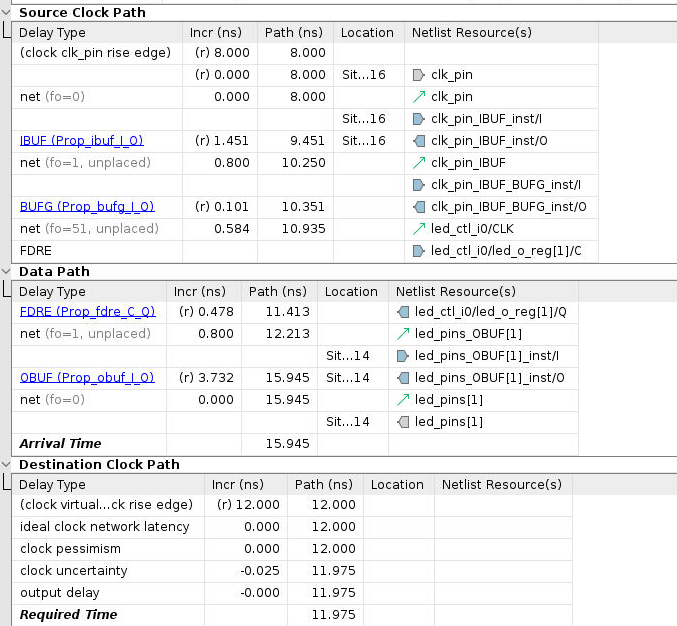 Source Clock Path
Delay Type Incr (ns) Path (ns) Location Netlist Resource(s)
(clock clk_pin rise edge) (r) 8.000 8.000
(r) 0.000 8.000 Sit...16 clk_pin
net (fo=0) 0.000 8.000 clk_pin
Sit...16 clk_pin_IBUF_inst/I
IBUF (Prop_ibuf_I_O) (r) 1.451 9.451 Sit...16 clk_pin_IBUF_inst/O
net (fo=1, unplaced) 0.800 10.250 clk_pin_IBUF
clk_pin_IBUF_BUFG_inst/I
BUFG (Prop_bufg_I_O) (r) 0.101 10.351 clk_pin_IBUF_BUFG_inst/O
net (fo=51, unplaced) 0.584 10.935 led_ctl_i0/CLK
FDRE led_ctl_i0/led_o_reg[1]/C
Data Path
Delay Type Incr (ns) Path (ns) Location Netlist Resource(s)
FDRE (Prop_fdre_C_Q) (r) 0.478 11.413 led_ctl_i0/led_o_reg[1]/Q
net (fo=1, unplaced) 0.800 12.213 led_pins_OBUF[1]
Sit...14 led_pins_OBUF[1]_inst/I
OBUF (Prop_obuf_I_O) (r) 3.732 15.945 Sit...14 led_pins_OBUF[1]_inst/O
net (fo=0) 0.000 15.945 led_pins[1]
Sit...14 led_pins[1]
Arrival Time 15.945
Destination Clock Path
Delay Type Incr (ns) Path (ns) Location Netlist Resource(s)
(clock virtual...ck rise edge) (r) 12.000 12.000
ideal clock network latency 0.000 12.000
clock pessimism 0.000 12.000
clock uncertainty -0.025 11.975
output delay -0.000 11.975
Required Time 11.975